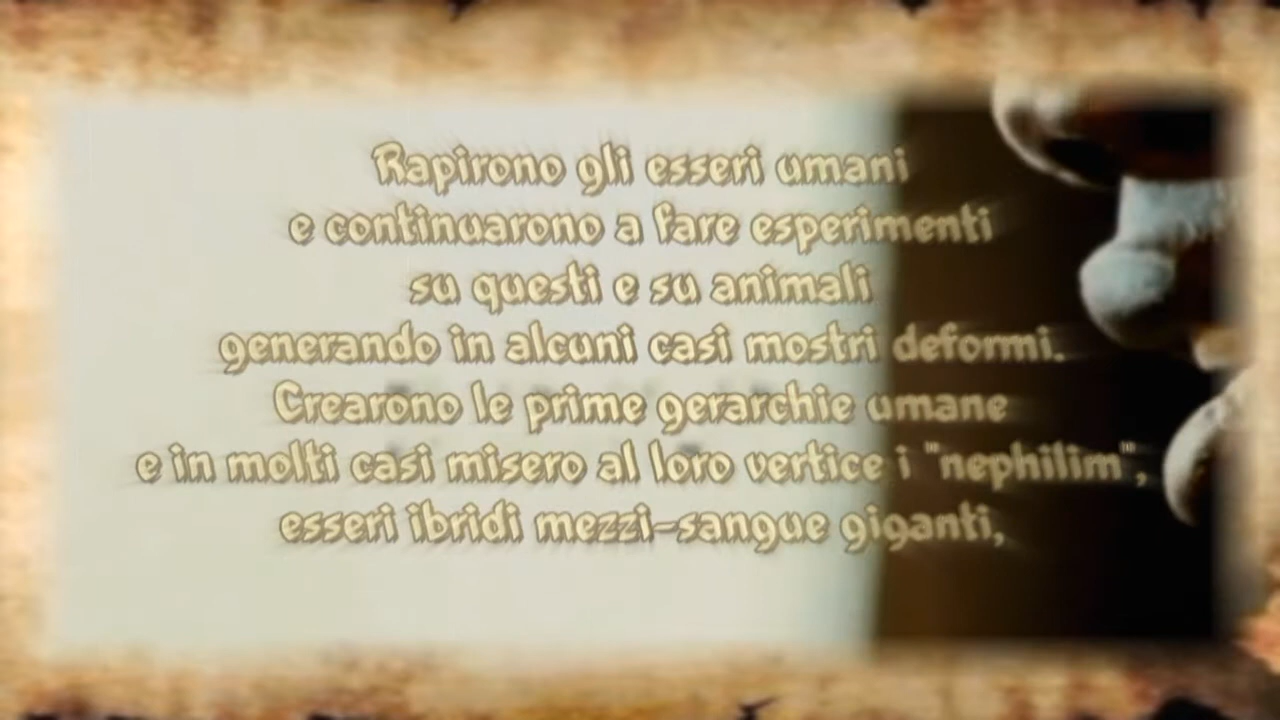 Rapirono gli esseri umani
e continuarono a fare esperimenti
su questi e su animali
generando in alcuni casi mostri deformi.
Crearono le prime gerarchie umane
e in molti casi misero al loro vertice i "nephilim",
esseri ibridi mezzi-sangue giganti,